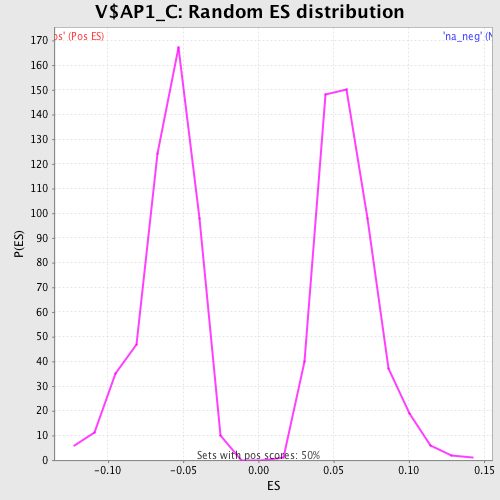 V$AP1_C: Random ES distribution
os' (Pos ES)
'na_neg' (N
170
160
150
140
130
120
110
100
90
80
70
60
50
40
30
20
10
0
P(ES)
Sets with pos scores: 50%
-0.10 -0.05 0.00 0.05 0.10 0.15
ES